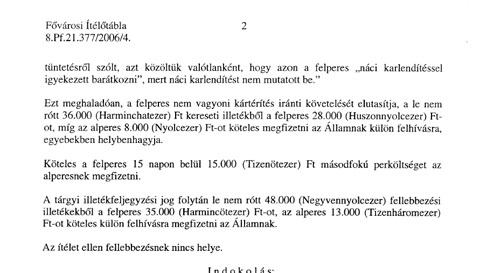 Fővárosi Ítélőtábla
2
8.Pf.21.377/2006/4.
tüntetésről szólt, azt közöltük valótlanként, hogy azon a felperes „náci karlendítéssel
igyekezett barátkozni”, mert náci karlendítést nem mutatott be.”
Ezt meghaladóan, a felperes nem vagyoni kártérítés iránti követelését elutasítja, a le nem
rótt 36.000 (Harminchatezer) Ft kereseti illetékből a felperes 28.000 (Huszonnyolcezer) Ft-
ot, míg az alperes 8.000 (Nyolcezer) Ft-ot köteles megfizetni az Államnak külön felhívásra,
egyebekben helybenhagyja.
Köteles a felperes 15 napon belül 15.000 (Tizenötezer) Ft másodfokú perköltséget az
alperesnek megfizetni.
A tárgyi illetékfeljegyzési jog folytán le nem rótt 48.000 (Negyvennyolcezer) fellebbezési
illetékekből a felperes 35.000 (Harmincötezer) Ft-ot, az alperes 13.000 (Tizenháromezer)
Ft-ot köteles külön felhívásra megfizetni az Államnak.
Az ítélet ellen fellebbezésnek nincs helye.
I n d o k o l á s :